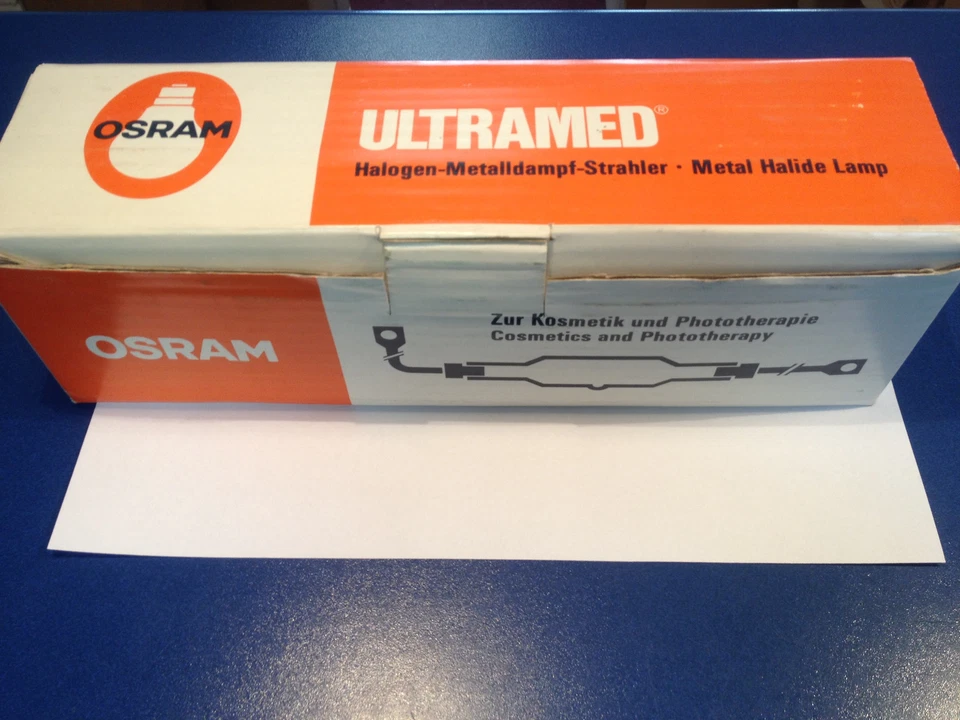 OSRAM
ULTRAMED®
Halogen-Metalldampf-Strahler · Metal Halide Lamp
OSRAM
Zur Kosmetik und Phototherapie
Cosmetics and Phototherapy